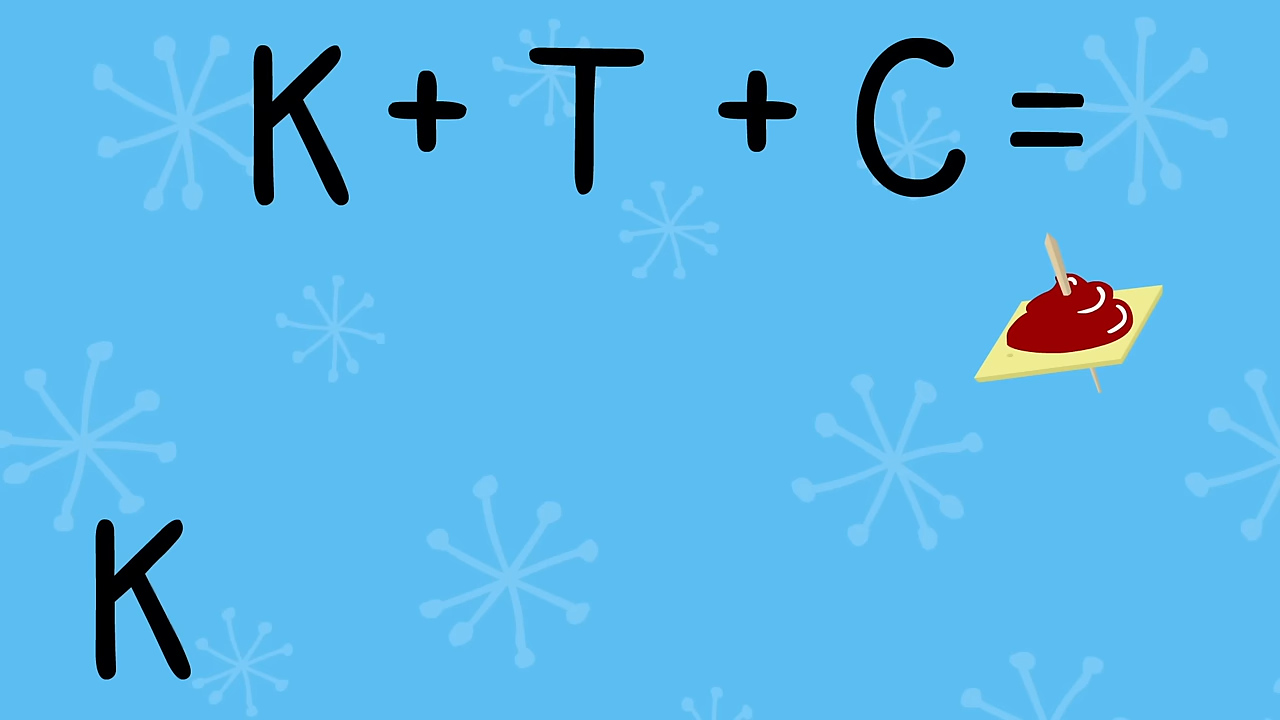 K + T + C =
K